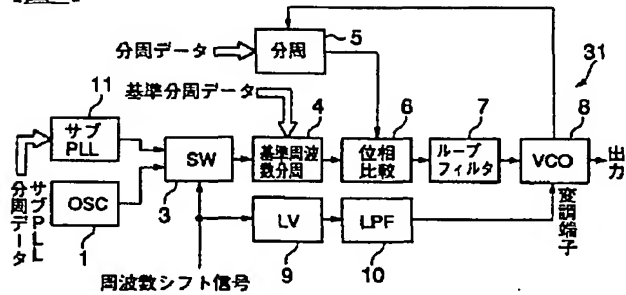 分周データ
分周
5
31
基準分周データ
11
サブ
PLL
4
6
7
8
SW
3
基準周波
数分周
位相
比較
ループ
フィルタ
VCO
出力
サブPLL
分周データ
OSC
1
LV
9
LPF
10
変調端子
周波数シフト信号